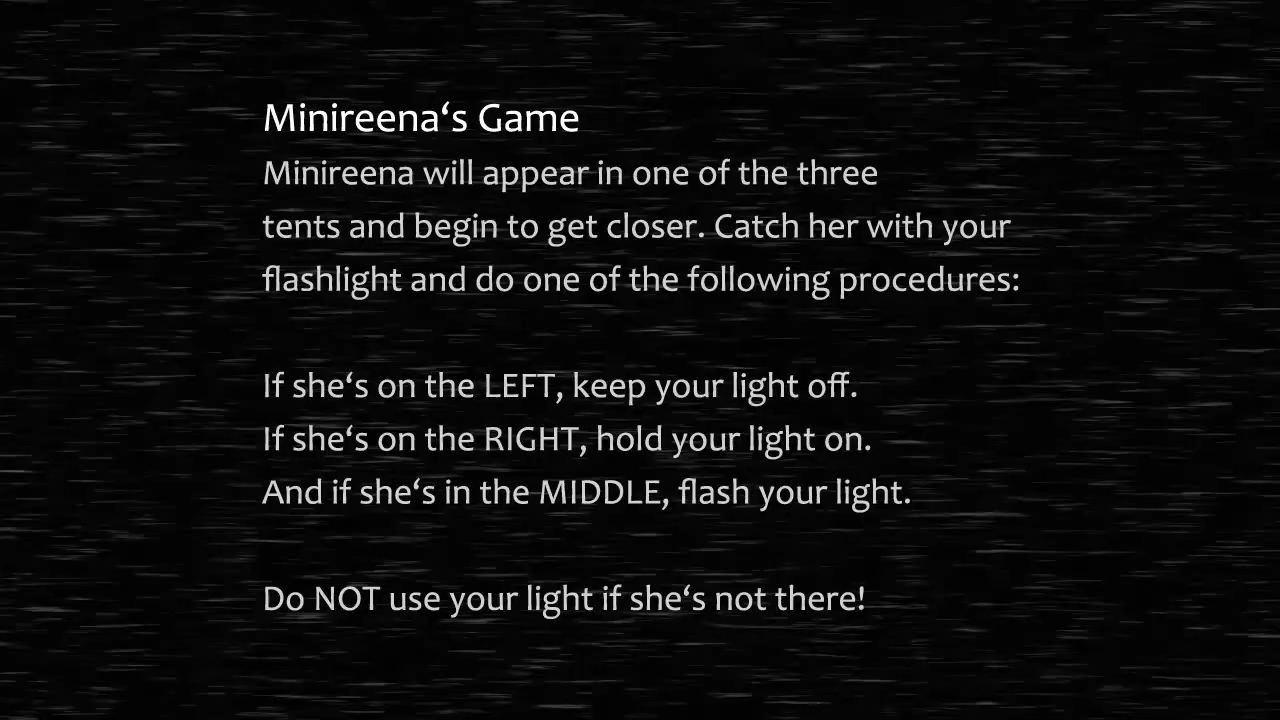 Minireena‘s Game
Minireena will appear in one of the three
tents and begin to get closer. Catch her with your
flashlight and do one of the following procedures:
If she‘s on the LEFT, keep your light off.
If she‘s on the RIGHT, hold your light on.
And if she‘s in the MIDDLE, flash your light.
Do NOT use your light if she‘s not there!